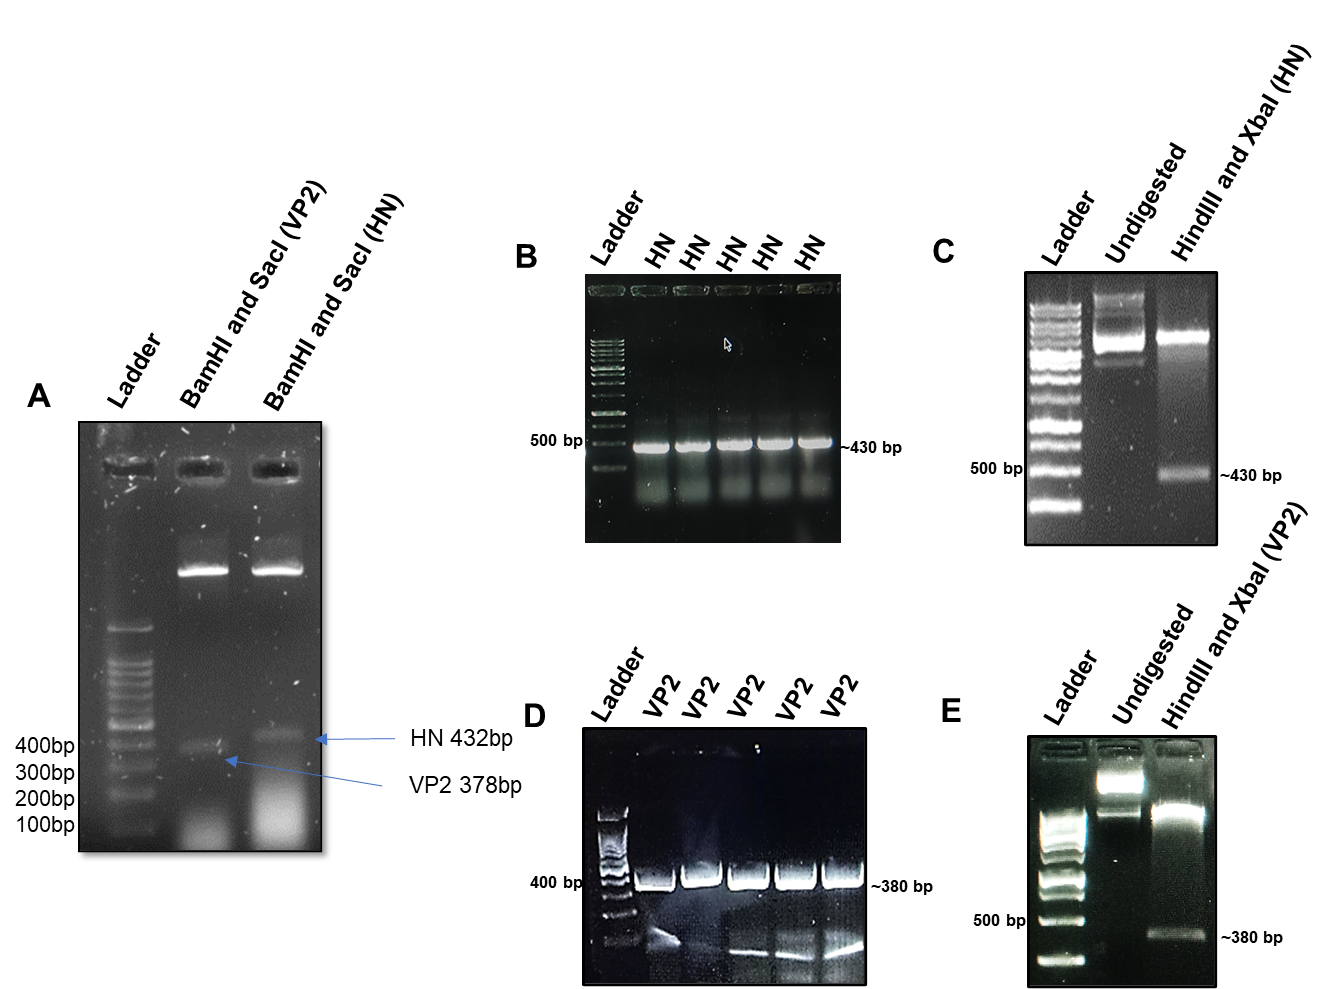 A
Ladder
BamHI and SacI (VP2)
BamHI and SacI (HN)
400bp
300bp
200bp
100bp
HN 432bp
VP2 378bp
B
Ladder
HN
HN
HN
HN
HN
500 bp
~430 bp
C
Ladder
Undigested
HindIII and XbaI (HN)
500 bp
~430 bp
D
Ladder
VP2
VP2
VP2
VP2
VP2
400 bp
~380 bp
E
Ladder
Undigested
HindIII and XbaI (VP2)
500 bp
~380 bp